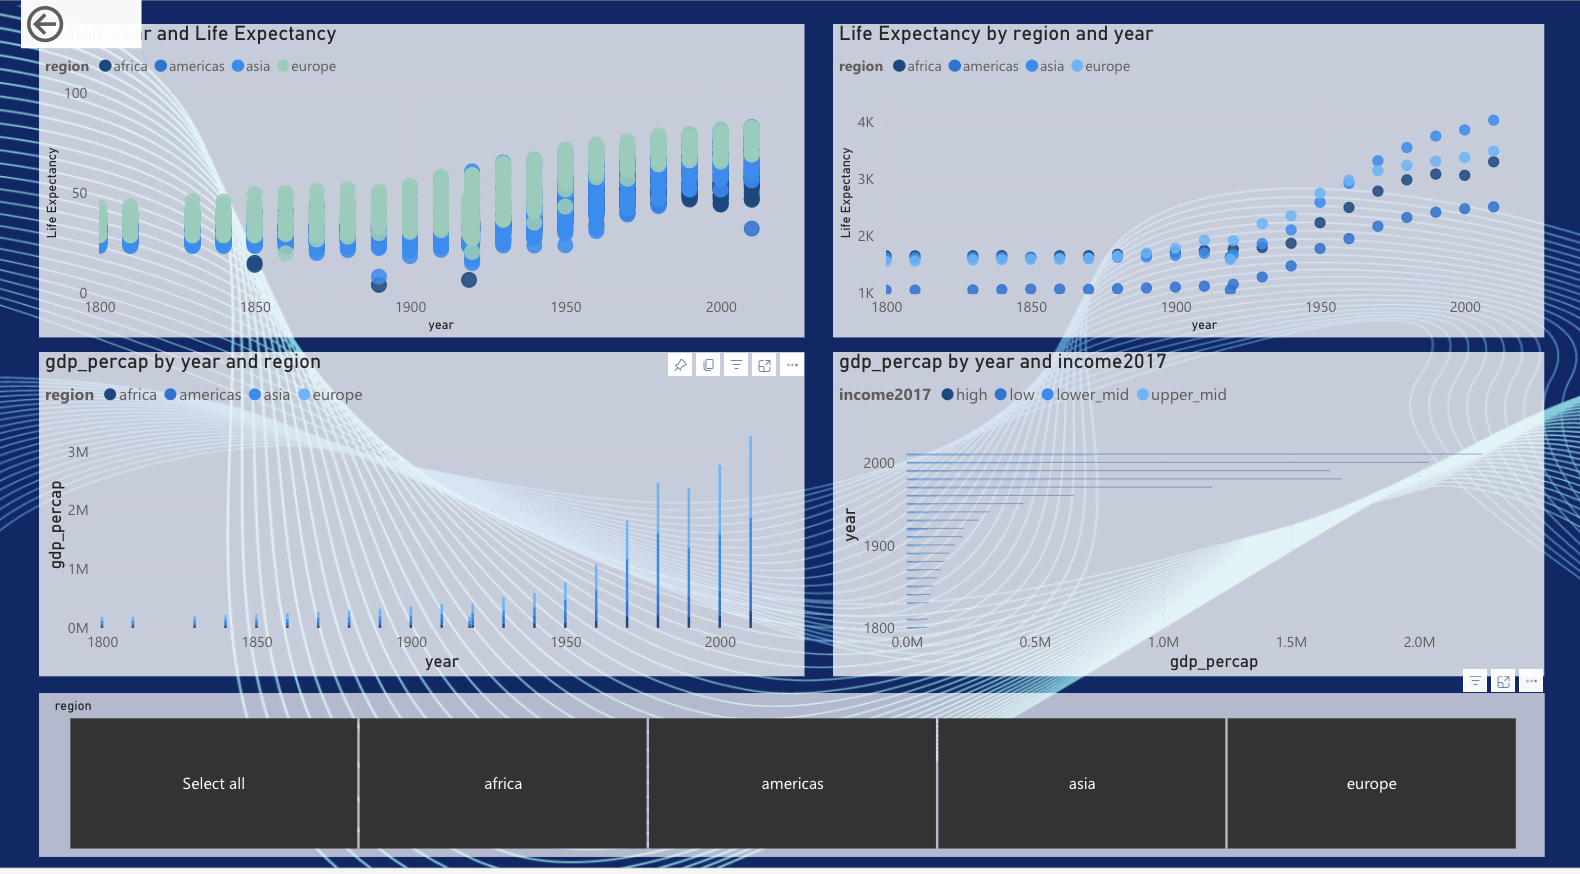 region, year and Life Expectancy
region africa americas asia europe
100
50
0
Life Expectancy
1800 1850 1900 1950 2000
year
Life Expectancy by region and year
region africa americas asia europe
4K
3K
2K
1K
Life Expectancy
1800 1850 1900 1950 2000
year
gdp_percap by year and region
region africa americas asia europe
3M
2M
1M
0M
gdp_percap
1800 1850 1900 1950 2000
year
gdp_percap by year and income2017
income2017 high low lower_mid upper_mid
2000
1900
1800
year
0.0M 0.5M 1.0M 1.5M 2.0M
gdp_percap
region
Select all africa americas asia europe